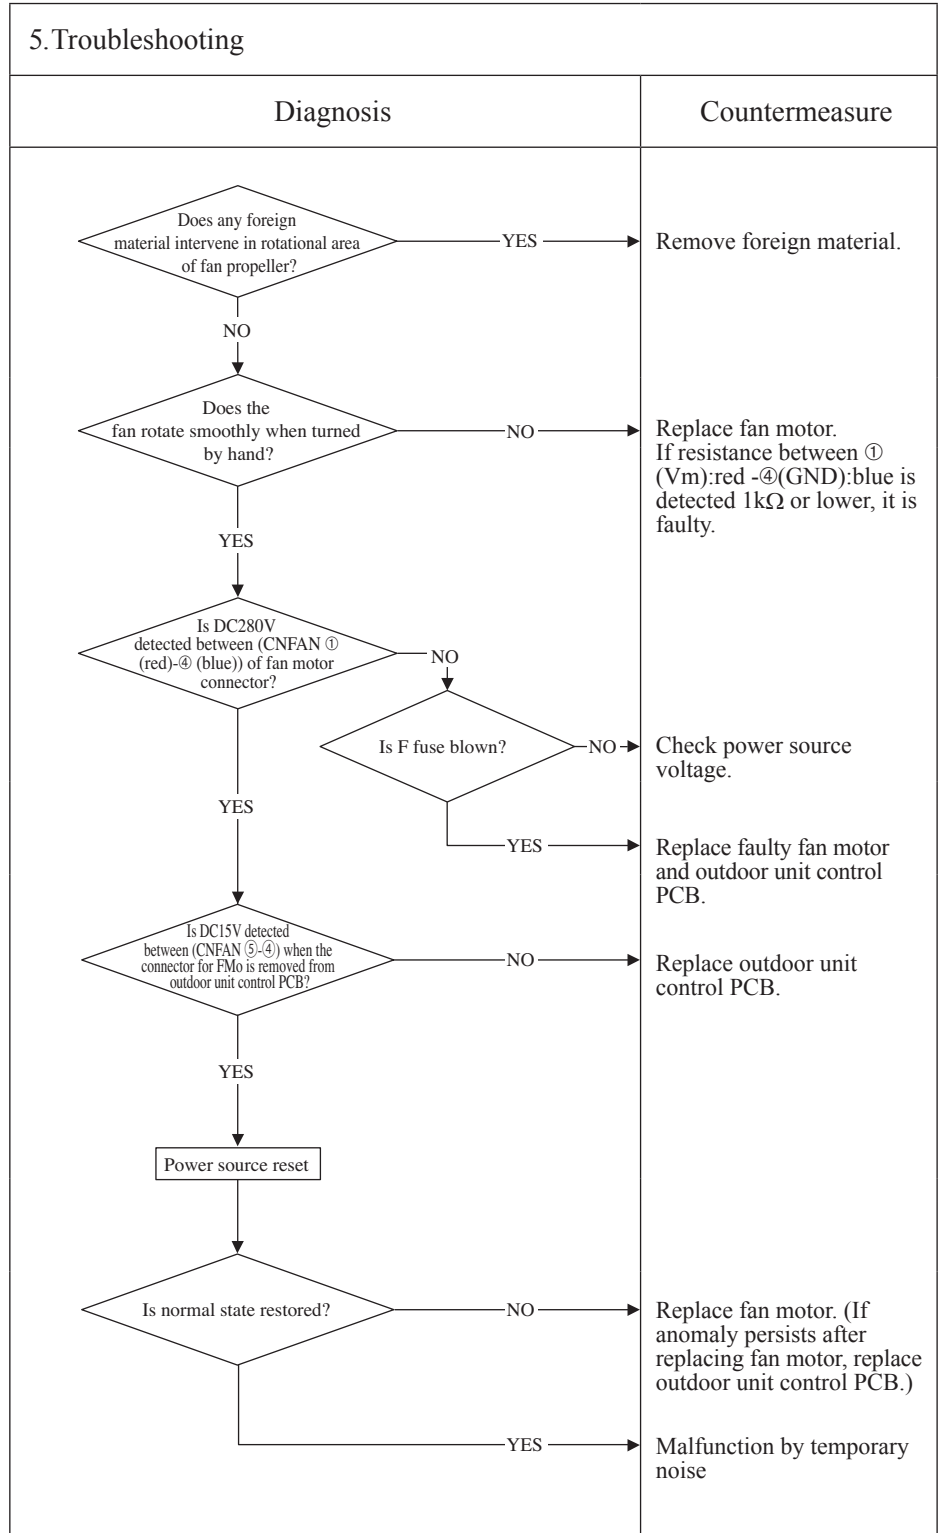 5.Troubleshooting
Diagnosis
Countermeasure
Does any foreign
material intervene in rotational area
of fan propeller?
YES
Remove foreign material.
NO
Does the
fan rotate smoothly when turned
by hand?
NO
Replace fan motor.
If resistance between ①
(Vm):red -④(GND):blue is
detected 1kΩ or lower, it is
faulty.
YES
Is DC280V
detected between (CNFAN ①
(red)-④ (blue)) of fan motor
connector?
NO
Is F fuse blown?
NO
Check power source
voltage.
YES
YES
Replace faulty fan motor
and outdoor unit control
PCB.
Is DC15V detected
between (CNFAN ⑤-④) when the
connector for FMo is removed from
outdoor unit control PCB?
NO
Replace outdoor unit
control PCB.
YES
Power source reset
Is normal state restored?
NO
Replace fan motor. (If
anomaly persists after
replacing fan motor, replace
outdoor unit control PCB.)
YES
Malfunction by temporary
noise